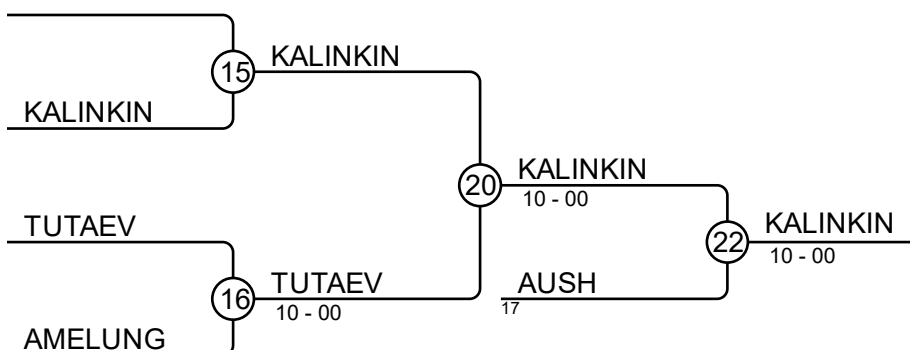 KALINKIN
15
KALINKIN
TUTAEV
16
TUTAEV
10 - 00
AMELUNG
20
KALINKIN
10 - 00
AUSH
17
22
KALINKIN
10 - 00